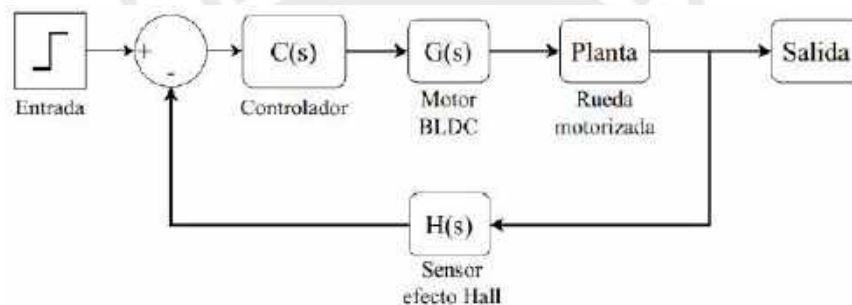 +
-
C(s)
G(s)
Planta
Salida
Entrada
Controlador
Motor
BLDC
Rueda
motorizada
H(s)
Sensor
efecto Hall